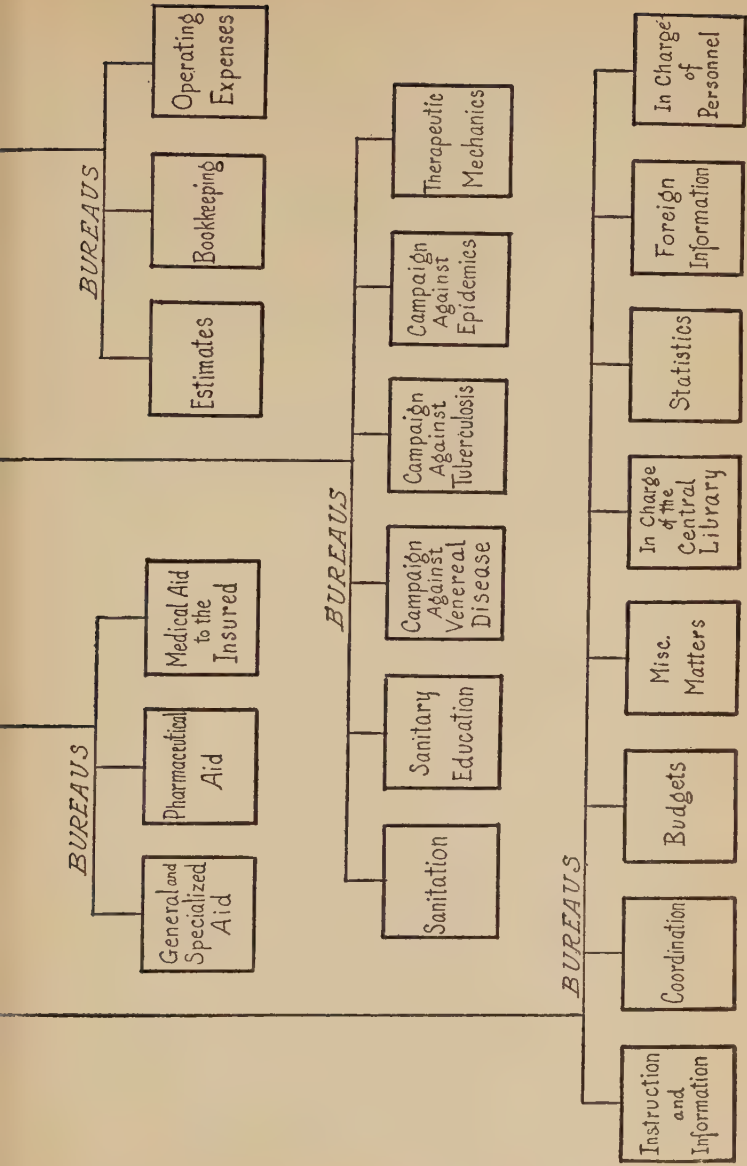 BUREAUS
General and
Specialized
Aid
Pharmaceutical
Aid
Medical Aid
to the
Insured
BUREAUS
Estimates
Bookkeeping
Operating
Expenses
BUREAUS
Sanitation
Sanitary
Education
Campaign
Against
Venereal
Disease
Campaign
Against
Tuberculosis
Campaign
Against
Epidemics
Therapeutic
Mechanics
BUREAUS
Instruction
and
Information
Coordination
Budgets
Misc.
Matters
In Charge
of the
Central
Library
Statistics
Foreign
Information
In Charge
of
Personnel